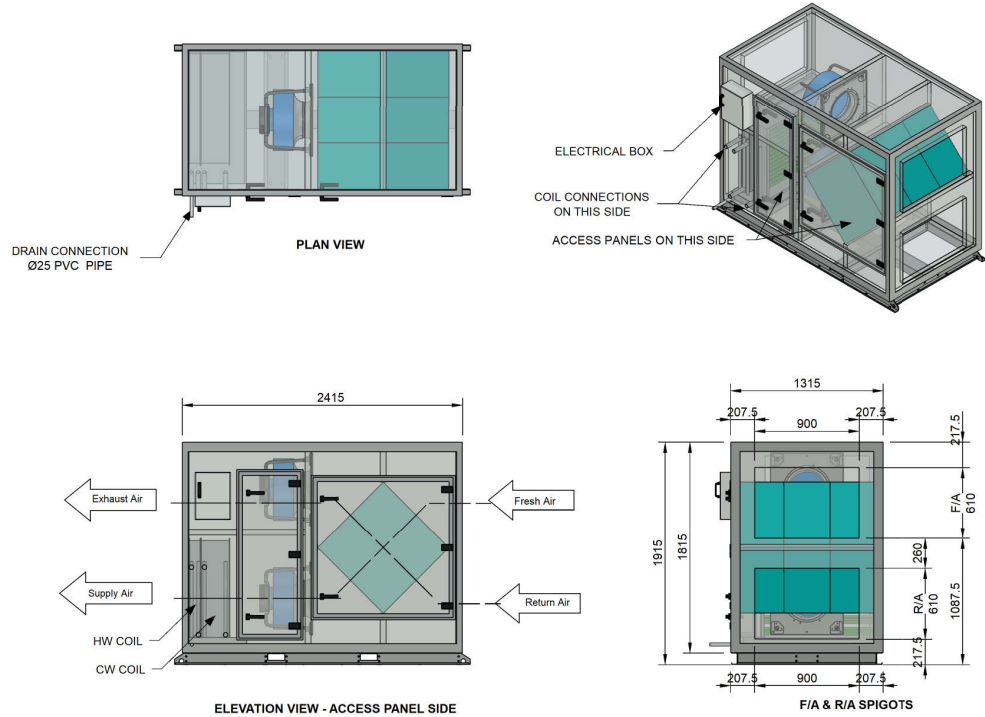 ELECTRICAL BOX
COIL CONNECTIONS
ON THIS SIDE
ACCESS PANELS ON THIS SIDE
PLAN VIEW
DRAIN CONNECTION
Ø25 PVC PIPE
2415
Exhaust Air
Fresh Air
Supply Air
Return Air
HW COIL
CW COIL
ELEVATION VIEW - ACCESS PANEL SIDE
1315
207.5
207.5
900
217.5
F/A
610
1915
1815
260
R/A
610
1087.5
217.5
207.5
900
207.5
F/A & R/A SPIGOTS